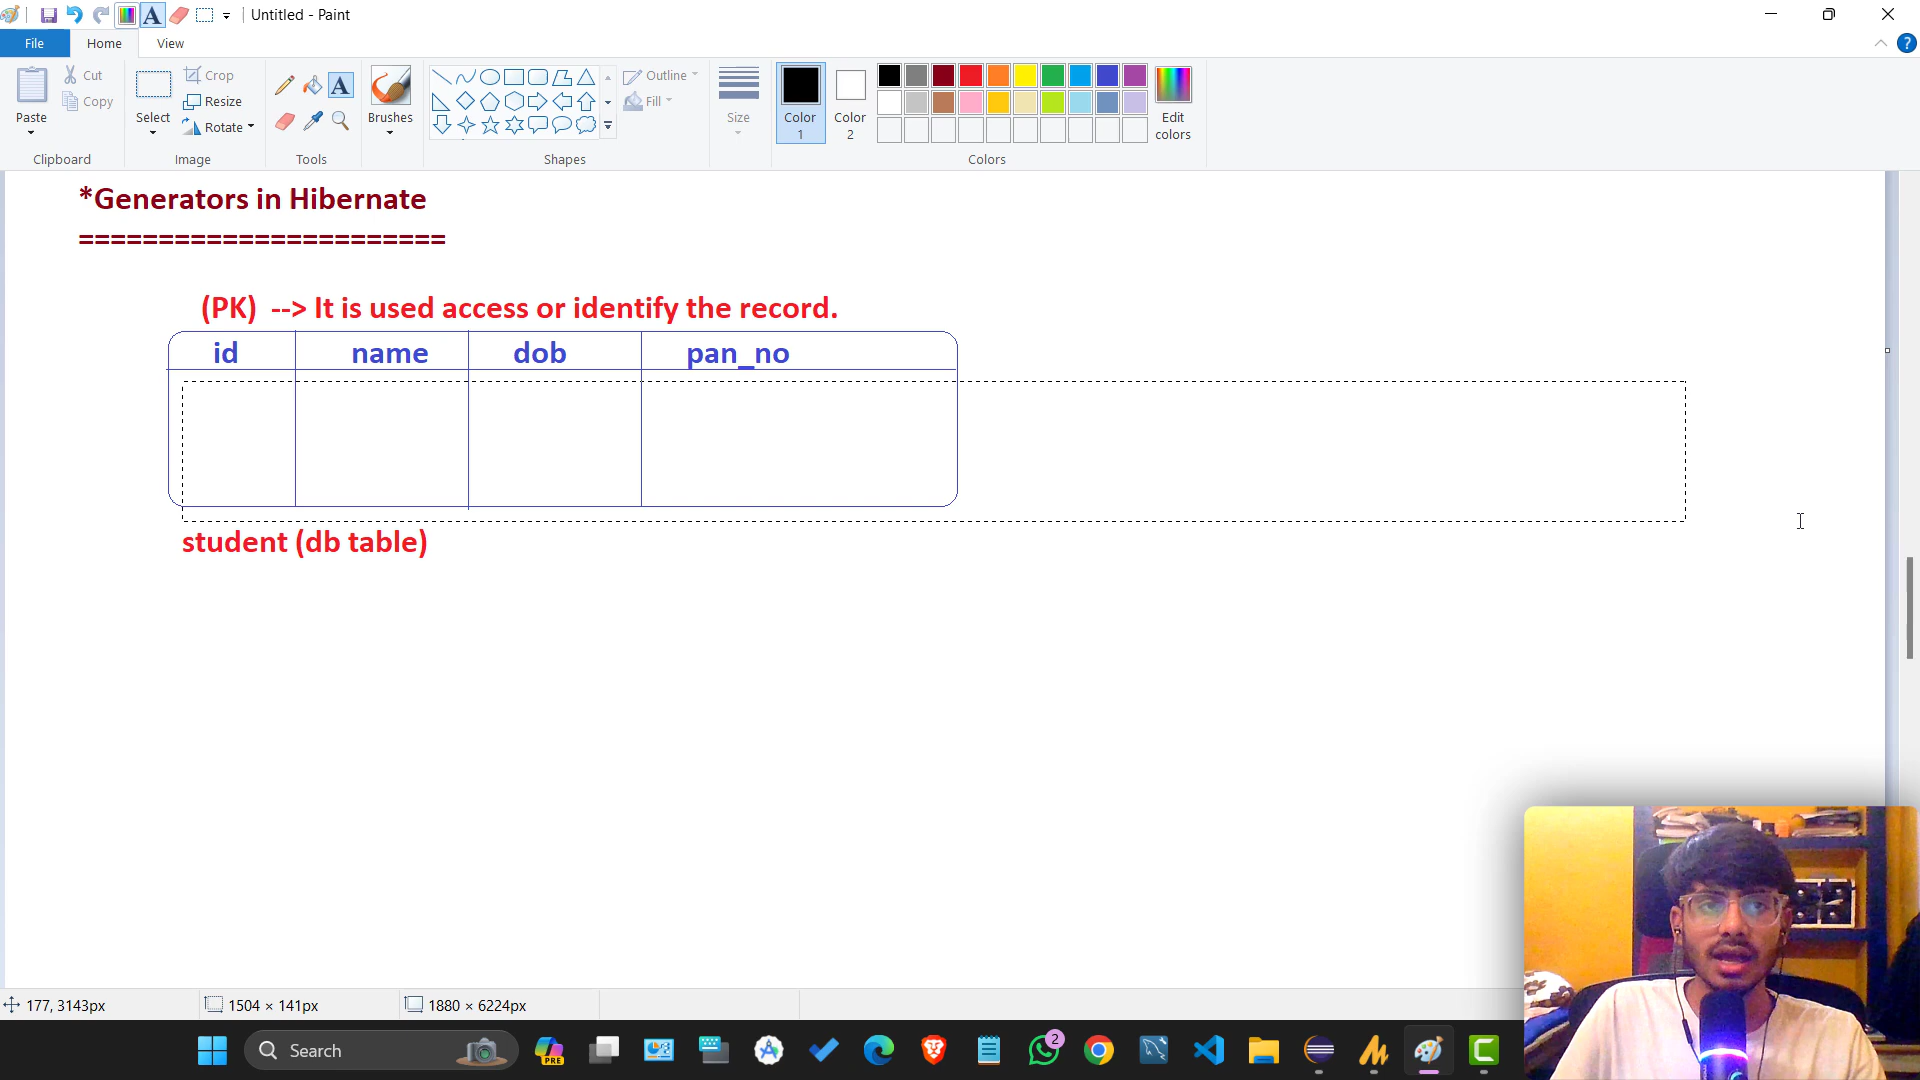 Untitled - Paint
File
Home
View
Paste
Cut
Copy
Clipboard
Select
Crop
Resize
Rotate
Image
A
Tools
Brushes
Shapes
Outline
Fill
Size
Color
1
Color
2
Edit
colors
Colors
*Generators in Hibernate
=======================
(PK) --> It is used access or identify the record.
id name dob pan_no
student (db table)
177, 3143px
1504 × 141px
1880 × 6224px
Search
PRE
2